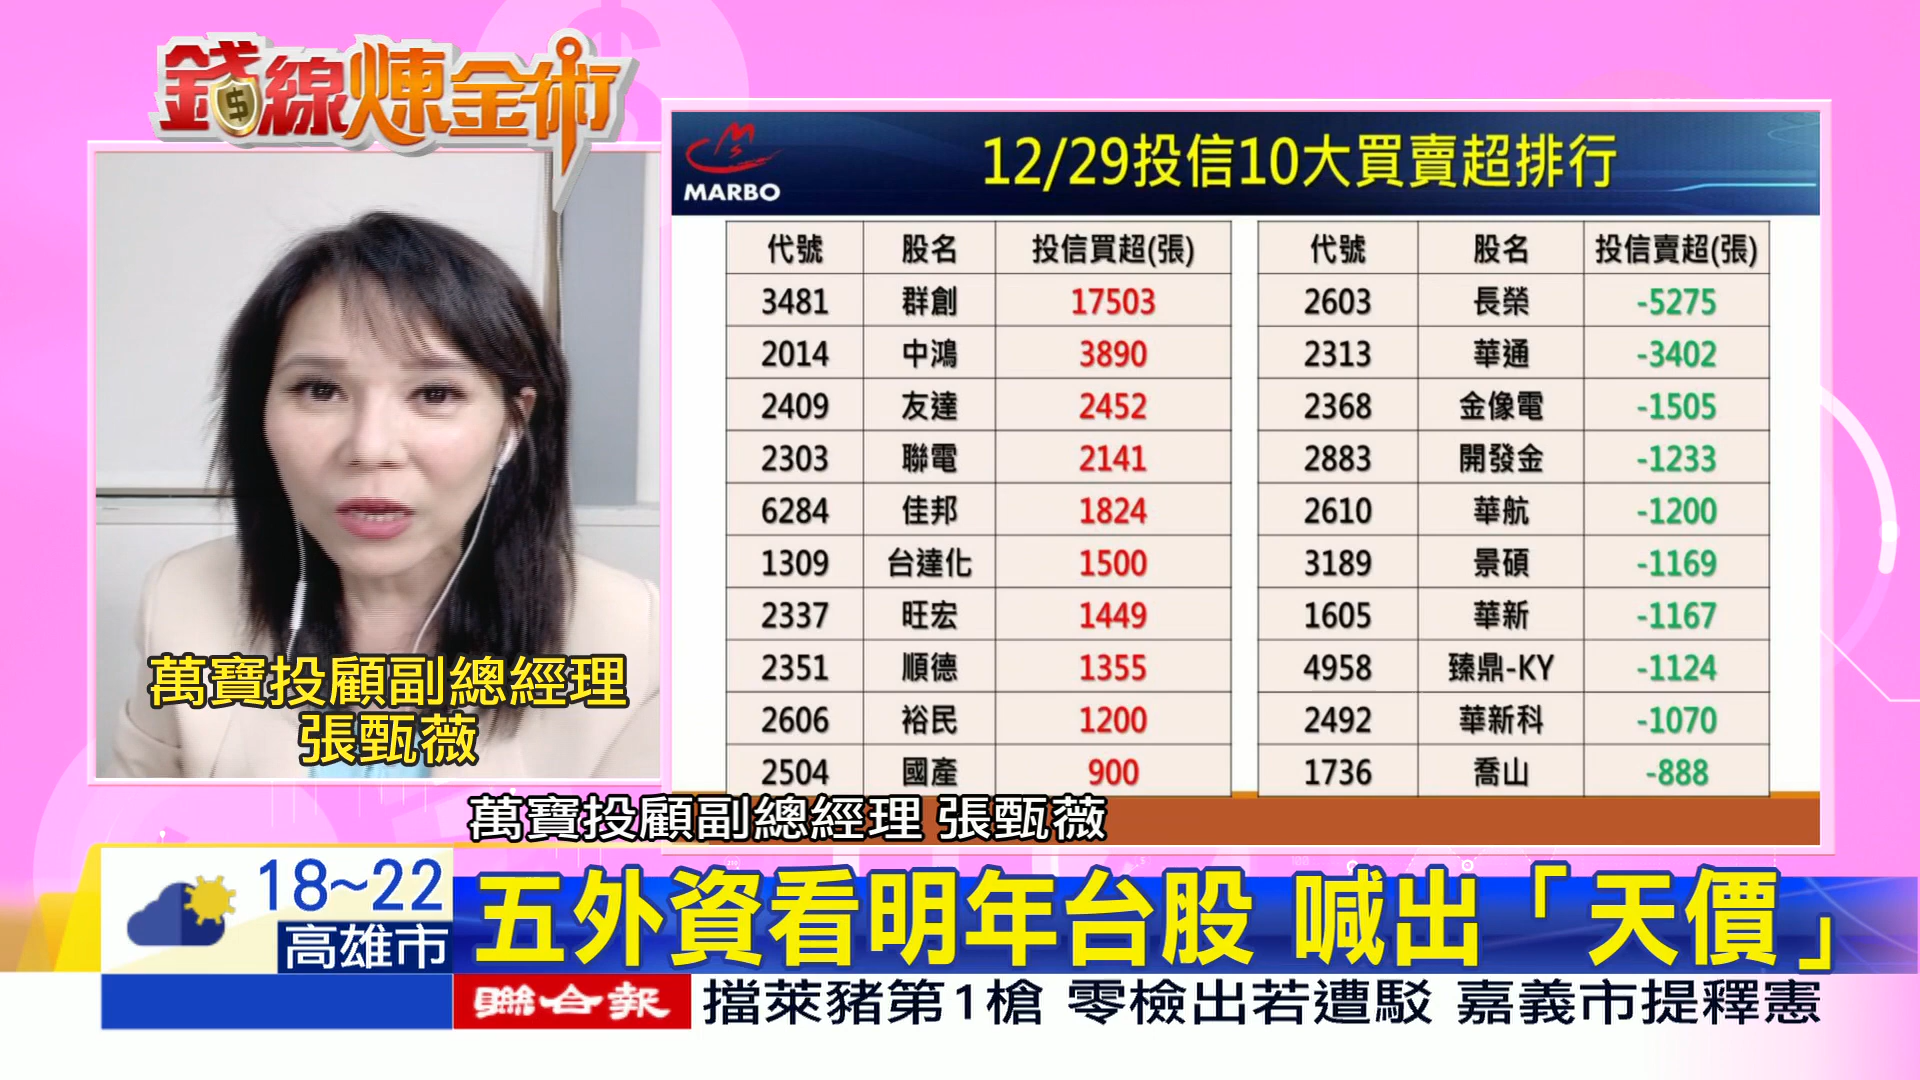 錢線煉金術
MARBO
12/29投信10大買賣超排行
代號 股名 投信買超(張) 代號 股名 投信賣超(張)
3481 群創 17503 2603 長榮 -5275
2014 中鴻 3890 2313 華通 -3402
2409 友達 2452 2368 金像電 -1505
2303 聯電 2141 2883 開發金 -1233
6284 佳邦 1824 2610 華航 -1200
1309 台達化 1500 3189 景碩 -1169
2337 旺宏 1449 1605 華新 -1167
2351 順德 1355 4958 臻鼎-KY -1124
2606 裕民 1200 2492 華新科 -1070
2504 國產 900 1736 喬山 -888
萬寶投顧副總經理
張甄薇
萬寶投顧副總經理 張甄薇
18~22
高雄市
五外資看明年台股 喊出「天價」
聯合報 擋萊豬第1槍 零檢出若遭駁 嘉義市提釋憲